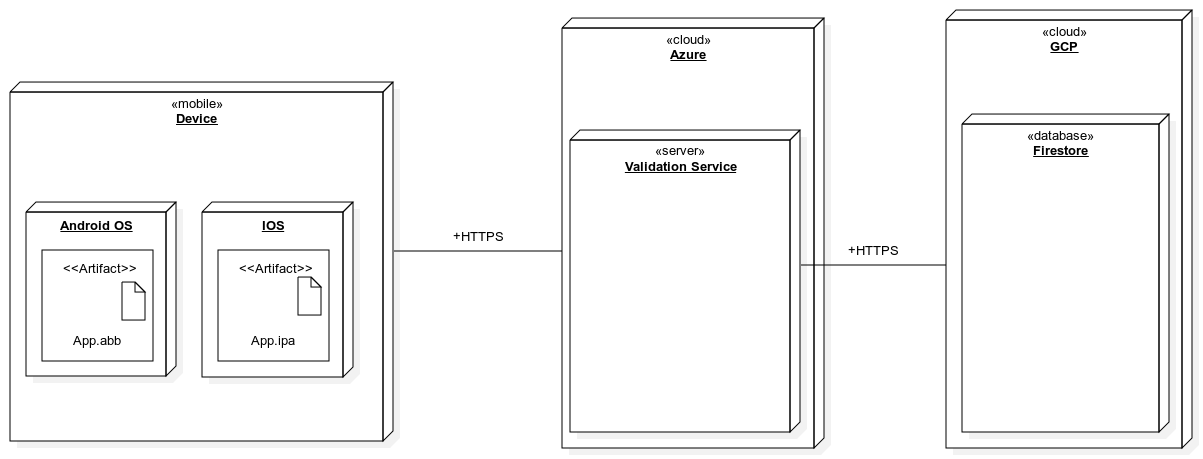 «mobile»
Device
Android OS
<<Artifact>>
App.abb
IOS
<<Artifact>>
App.ipa
+HTTPS
«cloud»
Azure
«server»
Validation Service
+HTTPS
«cloud»
GCP
«database»
Firestore